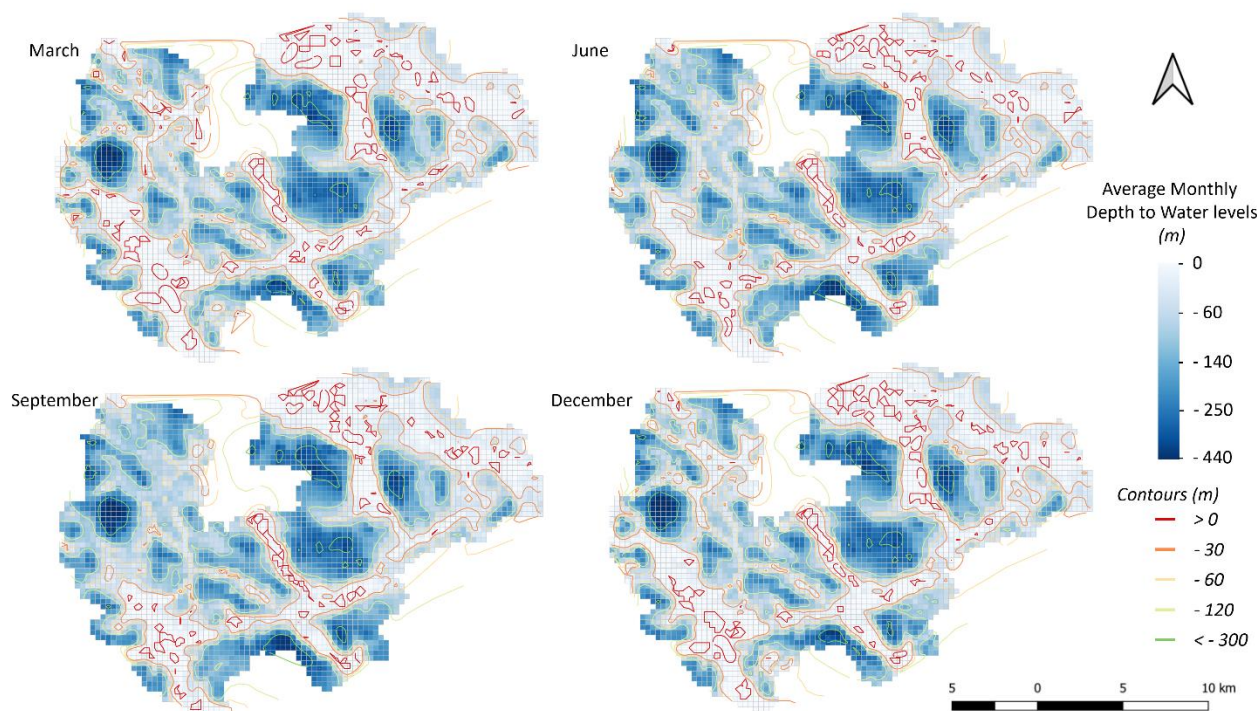 March
June
September
December
Average Monthly
Depth to Water levels
(m)
0
- 60
- 140
- 250
- 440
Contours (m)
> 0
- 30
- 60
- 120
< - 300
5 0 5 10 km